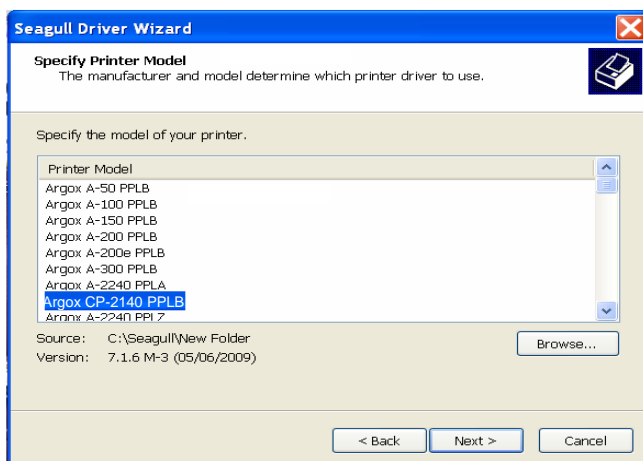 Seagull Driver Wizard
Specify Printer Model
The manufacturer and model determine which printer driver to use.
Specify the model of your printer.
Printer Model
Argox A-50 PPLB
Argox A-100 PPLB
Argox A-150 PPLB
Argox A-200 PPLB
Argox A-200e PPLB
Argox A-300 PPLB
Argox A-2240 PPLA
Argox CP-2140 PPLB
Argox A-2240 PPLZ
Source: C:\Seagull\New Folder
Browse...
Version: 7.1.6 M-3 (05/06/2009)
< Back Next > Cancel